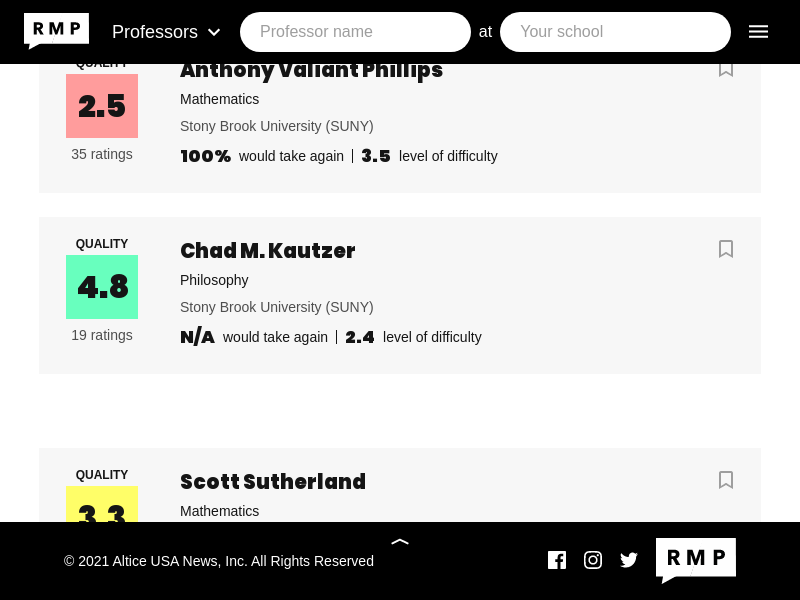 RMP
Professors
Professor name
at
Your school
QUALITY
Anthony Valiant Phillips
2.5
Mathematics
Stony Brook University (SUNY)
35 ratings
100% would take again | 3.5 level of difficulty
QUALITY
Chad M. Kautzer
4.8
Philosophy
Stony Brook University (SUNY)
19 ratings
N/A would take again | 2.4 level of difficulty
QUALITY
Scott Sutherland
3.3
Mathematics
© 2021 Altice USA News, Inc. All Rights Reserved
RMP